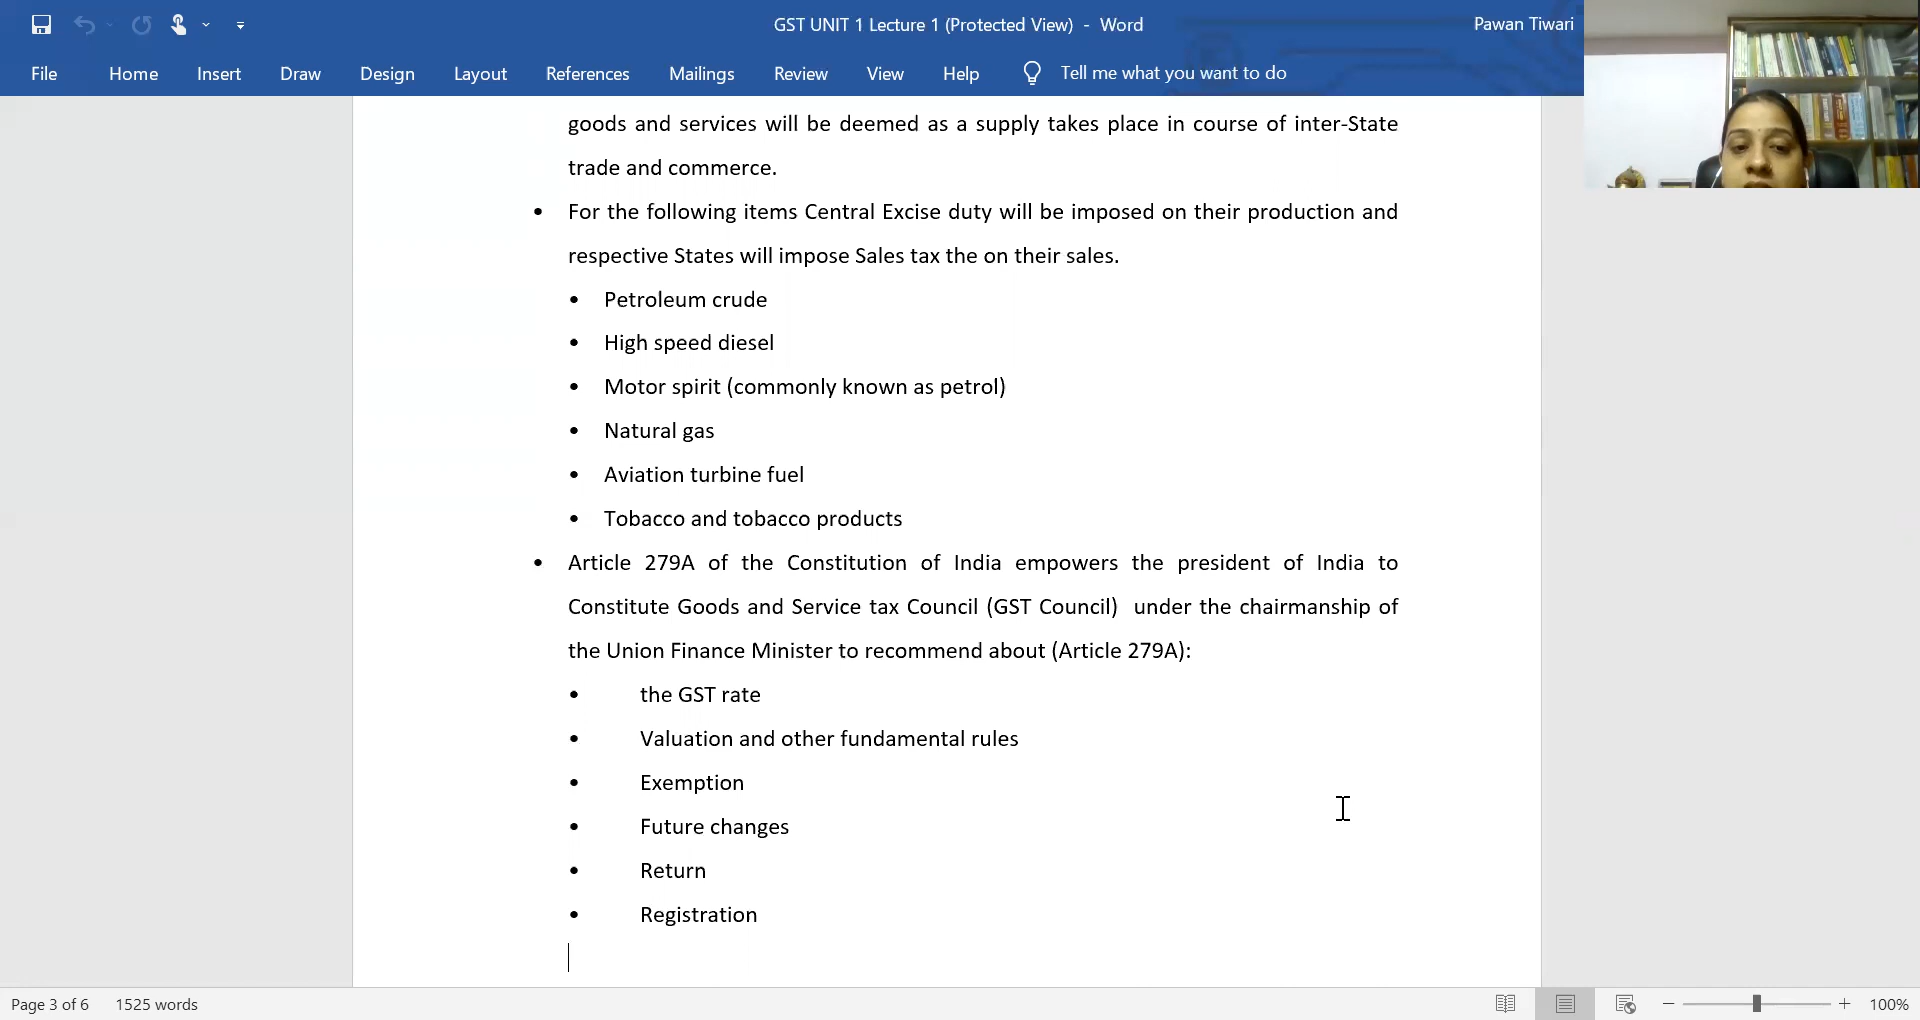 GST UNIT 1 Lecture 1 (Protected View) - Word
Pawan Tiwari
File Home Insert Draw Design Layout References Mailings Review View Help Tell me what you want to do
goods and services will be deemed as a supply takes place in course of inter-State
trade and commerce.
• For the following items Central Excise duty will be imposed on their production and
respective States will impose Sales tax the on their sales.
• Petroleum crude
• High speed diesel
• Motor spirit (commonly known as petrol)
• Natural gas
• Aviation turbine fuel
• Tobacco and tobacco products
• Article 279A of the Constitution of India empowers the president of India to
Constitute Goods and Service tax Council (GST Council) under the chairmanship of
the Union Finance Minister to recommend about (Article 279A):
• the GST rate
• Valuation and other fundamental rules
• Exemption
• Future changes
• Return
• Registration
Page 3 of 6 1525 words 100%